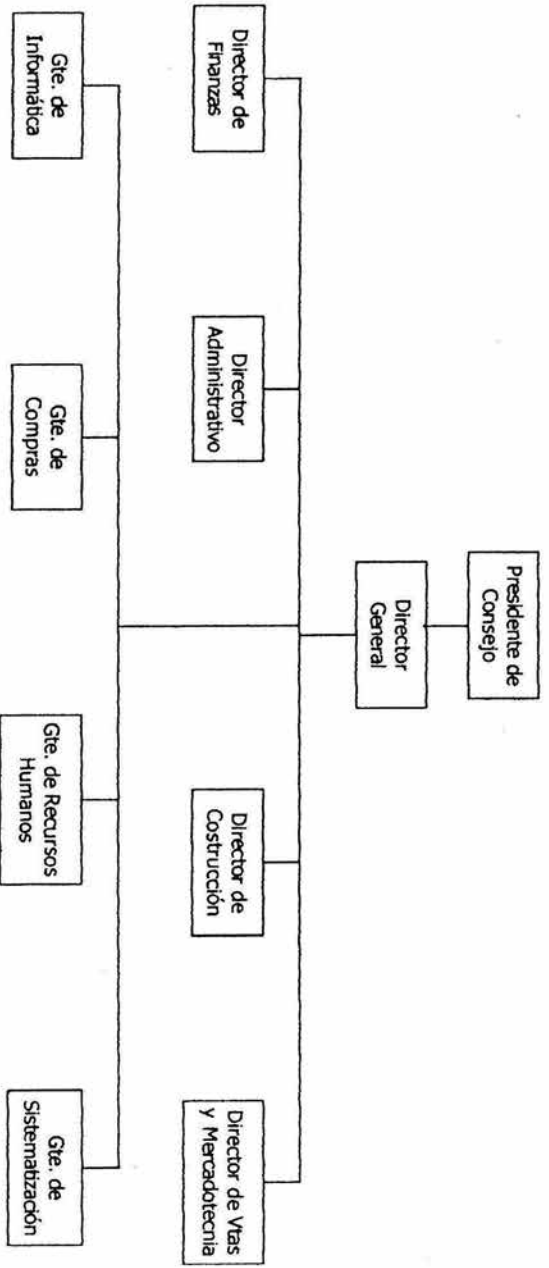 Presidente de
Consejo
Director
General
Director de
Finanzas
Director
Administrativo
Director de
Costrucción
Director de Vtas
y Mercadotecnia
Gte. de
Informática
Gte. de
Compras
Gte. de Recursos
Humanos
Gte. de
Sistematización